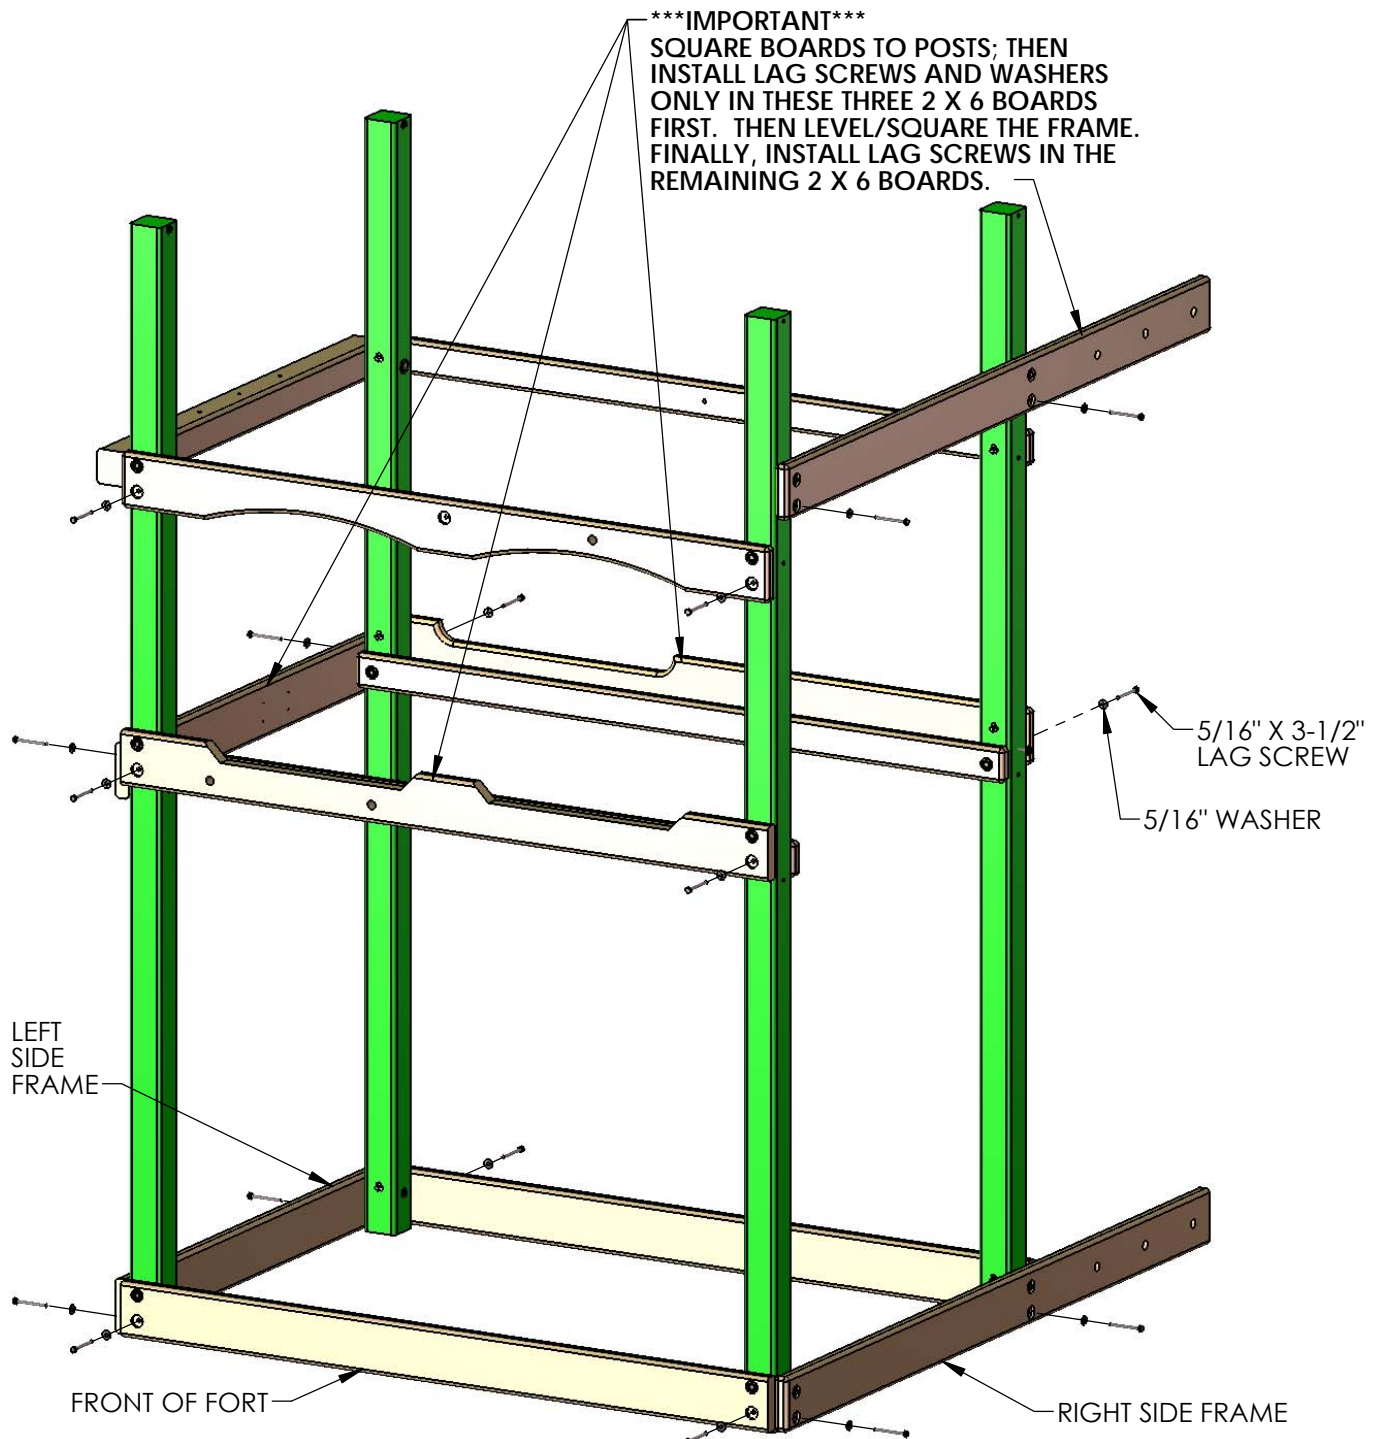 ***IMPORTANT***
SQUARE BOARDS TO POSTS; THEN
INSTALL LAG SCREWS AND WASHERS
ONLY IN THESE THREE 2 X 6 BOARDS
FIRST. THEN LEVEL/SQUARE THE FRAME.
FINALLY, INSTALL LAG SCREWS IN THE
REMAINING 2 X 6 BOARDS.
5/16" X 3-1/2"
LAG SCREW
5/16" WASHER
LEFT
SIDE
FRAME
FRONT OF FORT
RIGHT SIDE FRAME